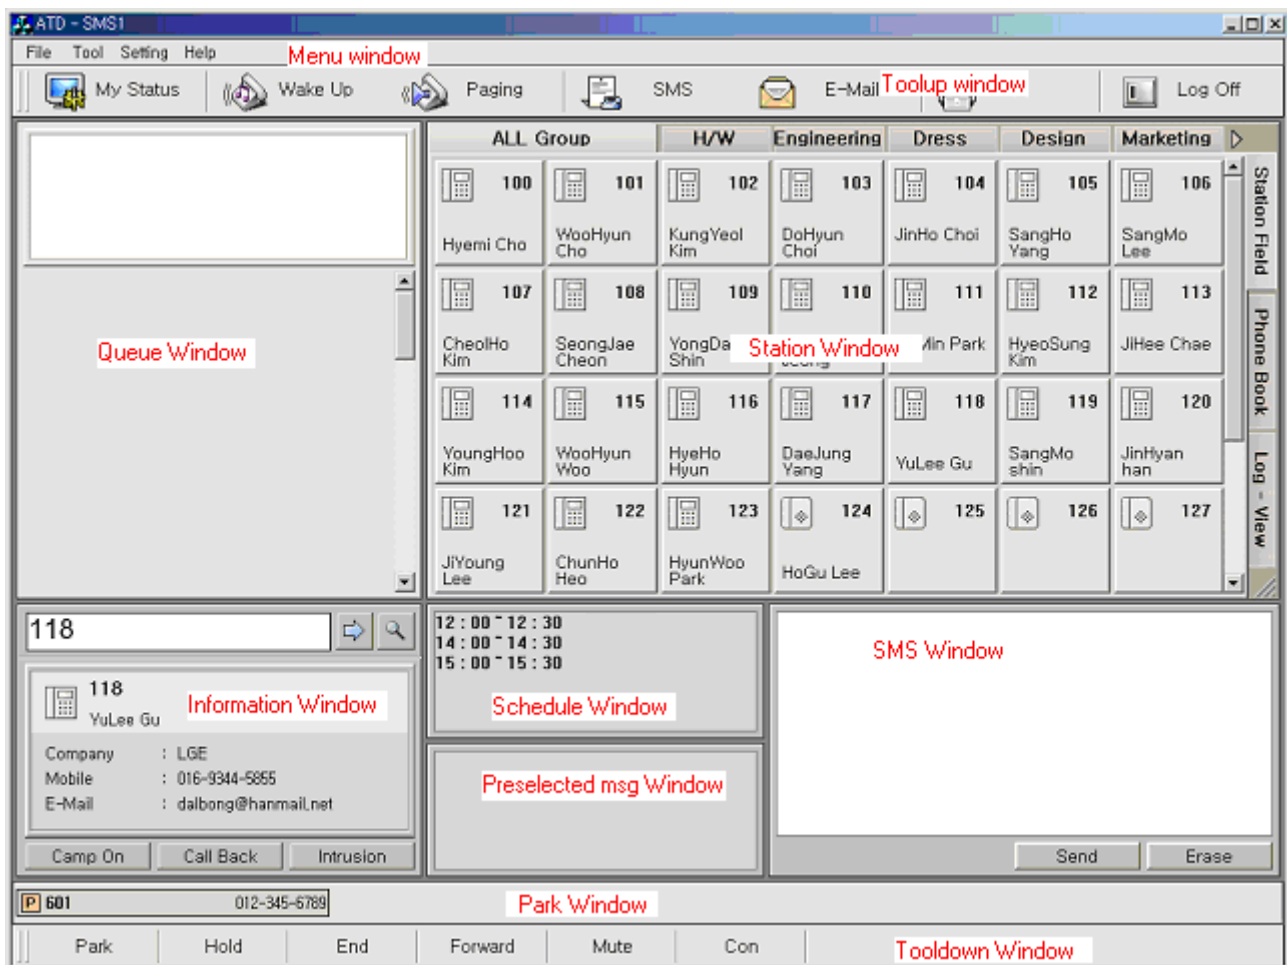 ATD - SMS1
File Tool Setting Help
Menu window
My Status Wake Up Paging SMS E-Mail Toolup window Log Off
ALL Group H/W Engineering Dress Design Marketing
100 101 102 103 104 105 106
Hyemi Cho WooHyun Cho KungYeol Kim DoHyun Choi JinHo Choi SangHo Yang SangMo Lee
107 108 109 110 111 112 113
CheolHo Kim SeongJae Cheon Shin Min Park HyeoSung Kim JiHee Chae
Queue Window
Station Window
114 115 116 117 118 119 120
YoungHoo Kim WooHyun Woo HyeHo Hyun DaeJung Yang YuLee Gu SangMo shin JinHyan han
121 122 123 124 125 126 127
JiYoung Lee ChunHo Heo HyunWoo Park HoGu Lee
Station Field
Phone Book
Log - View
118
118
YuLee Gu
Information Window
Company : LGE
Mobile : 016-9344-5855
E-Mail : dalbong@hanmail.net
Camp On Call Back Intrusion
12 : 00 ~ 12 : 30
14 : 00 ~ 14 : 30
15 : 00 ~ 15 : 30
Schedule Window
Preselected msg Window
SMS Window
Send Erase
P 601 012-345-6789
Park Window
Park Hold End Forward Mute Con
Tooldown Window